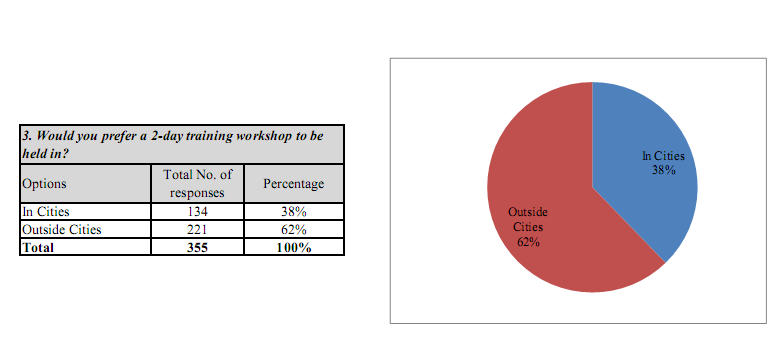 3. Would you prefer a 2-day training workshop to be
held in?
Options
Total No. of
responses
Percentage
In Cities 134 38%
Outside Cities 221 62%
Total 355 100%
In Cities
38%
Outside
Cities
62%